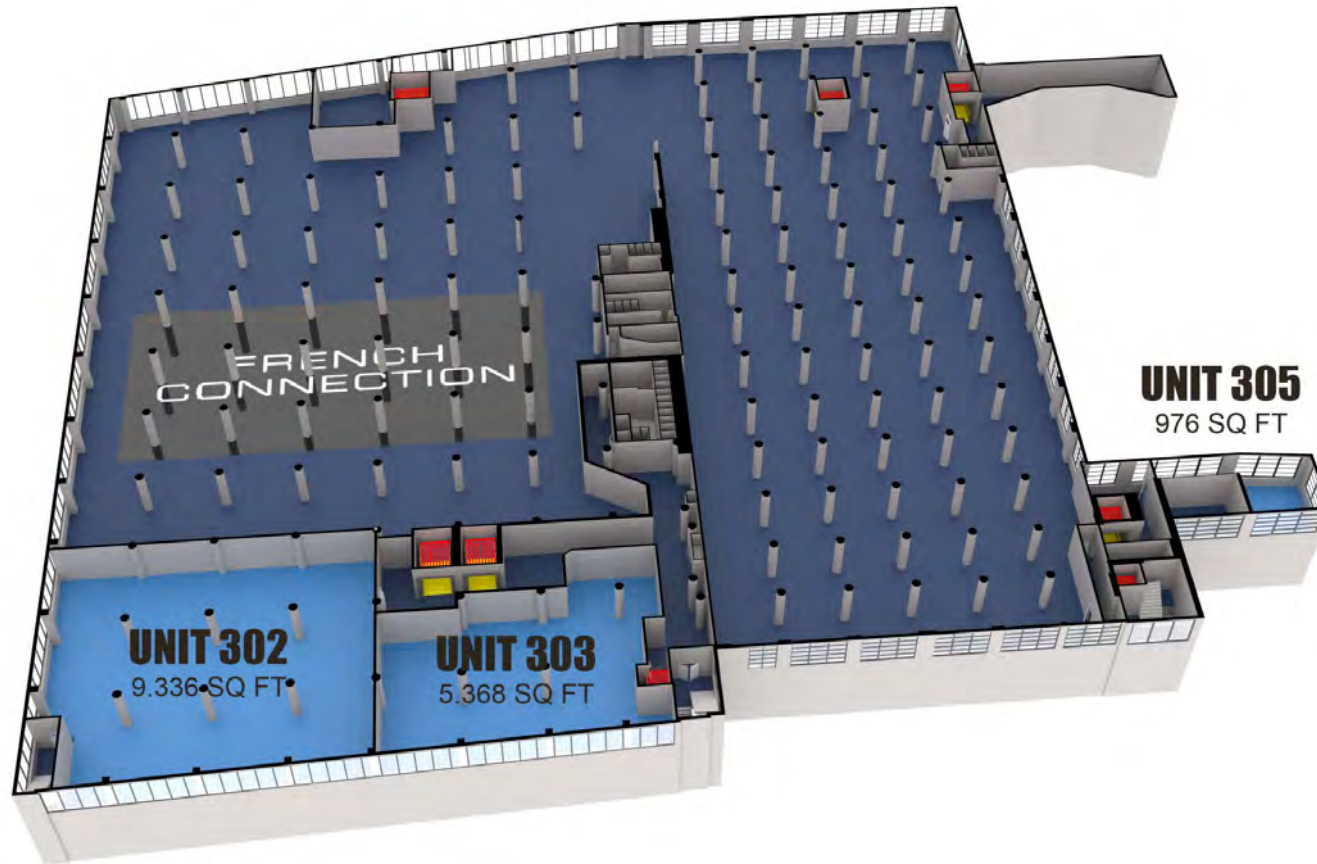 FRENCH
CONNECTION
UNIT 305
976 SQ FT
UNIT 302
9.336 SQ FT
UNIT 303
5.368 SQ FT